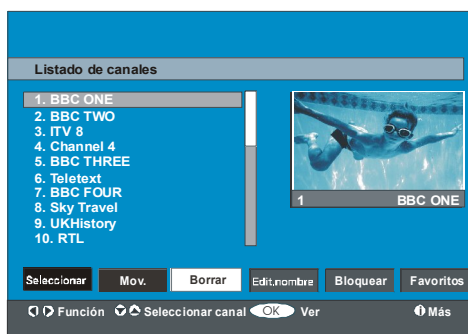 Listado de canales
1. BBC ONE
2. BBC TWO
3. ITV 8
4. Channel 4
5. BBC THREE
6. Teletext
7. BBC FOUR
8. Sky Travel
9. UKHistory
10. RTL
1 BBC ONE
Seleccionar Mov. Borrar Edit.nombre Bloquear Favoritos
Función Seleccionar canal OK Ver i Más